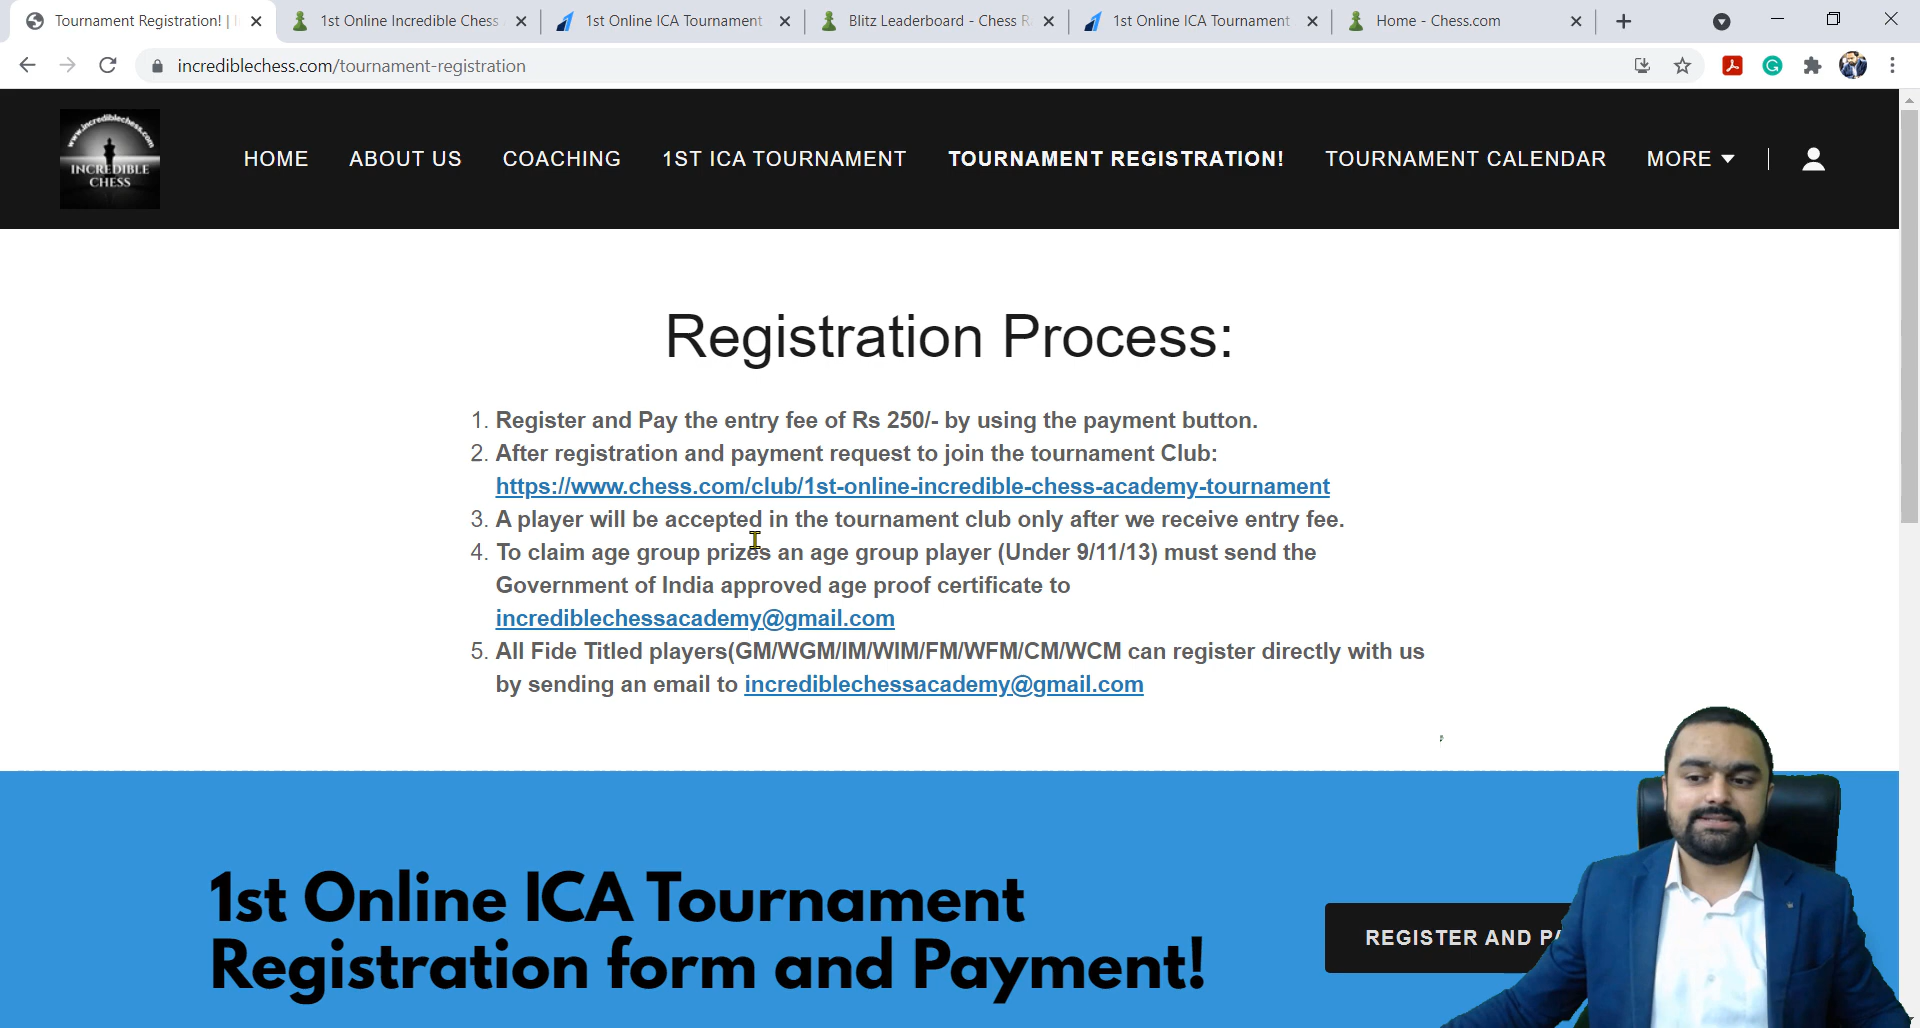 Tournament Registration! | I
1st Online Incredible Chess
1st Online ICA Tournament
Blitz Leaderboard - Chess R
1st Online ICA Tournament
Home - Chess.com
incrediblechess.com/tournament-registration
www.incrediblechess.com
INCREDIBLE
CHESS
HOME
ABOUT US
COACHING
1ST ICA TOURNAMENT
TOURNAMENT REGISTRATION!
TOURNAMENT CALENDAR
MORE
Registration Process:
1. Register and Pay the entry fee of Rs 250/- by using the payment button.
2. After registration and payment request to join the tournament Club:
https://www.chess.com/club/1st-online-incredible-chess-academy-tournament
3. A player will be accepted in the tournament club only after we receive entry fee.
4. To claim age group prizes an age group player (Under 9/11/13) must send the
Government of India approved age proof certificate to
incrediblechessacademy@gmail.com
5. All Fide Titled players(GM/WGM/IM/WIM/FM/WFM/CM/WCM can register directly with us
by sending an email to incrediblechessacademy@gmail.com
1st Online ICA Tournament
Registration form and Payment!
REGISTER AND PA